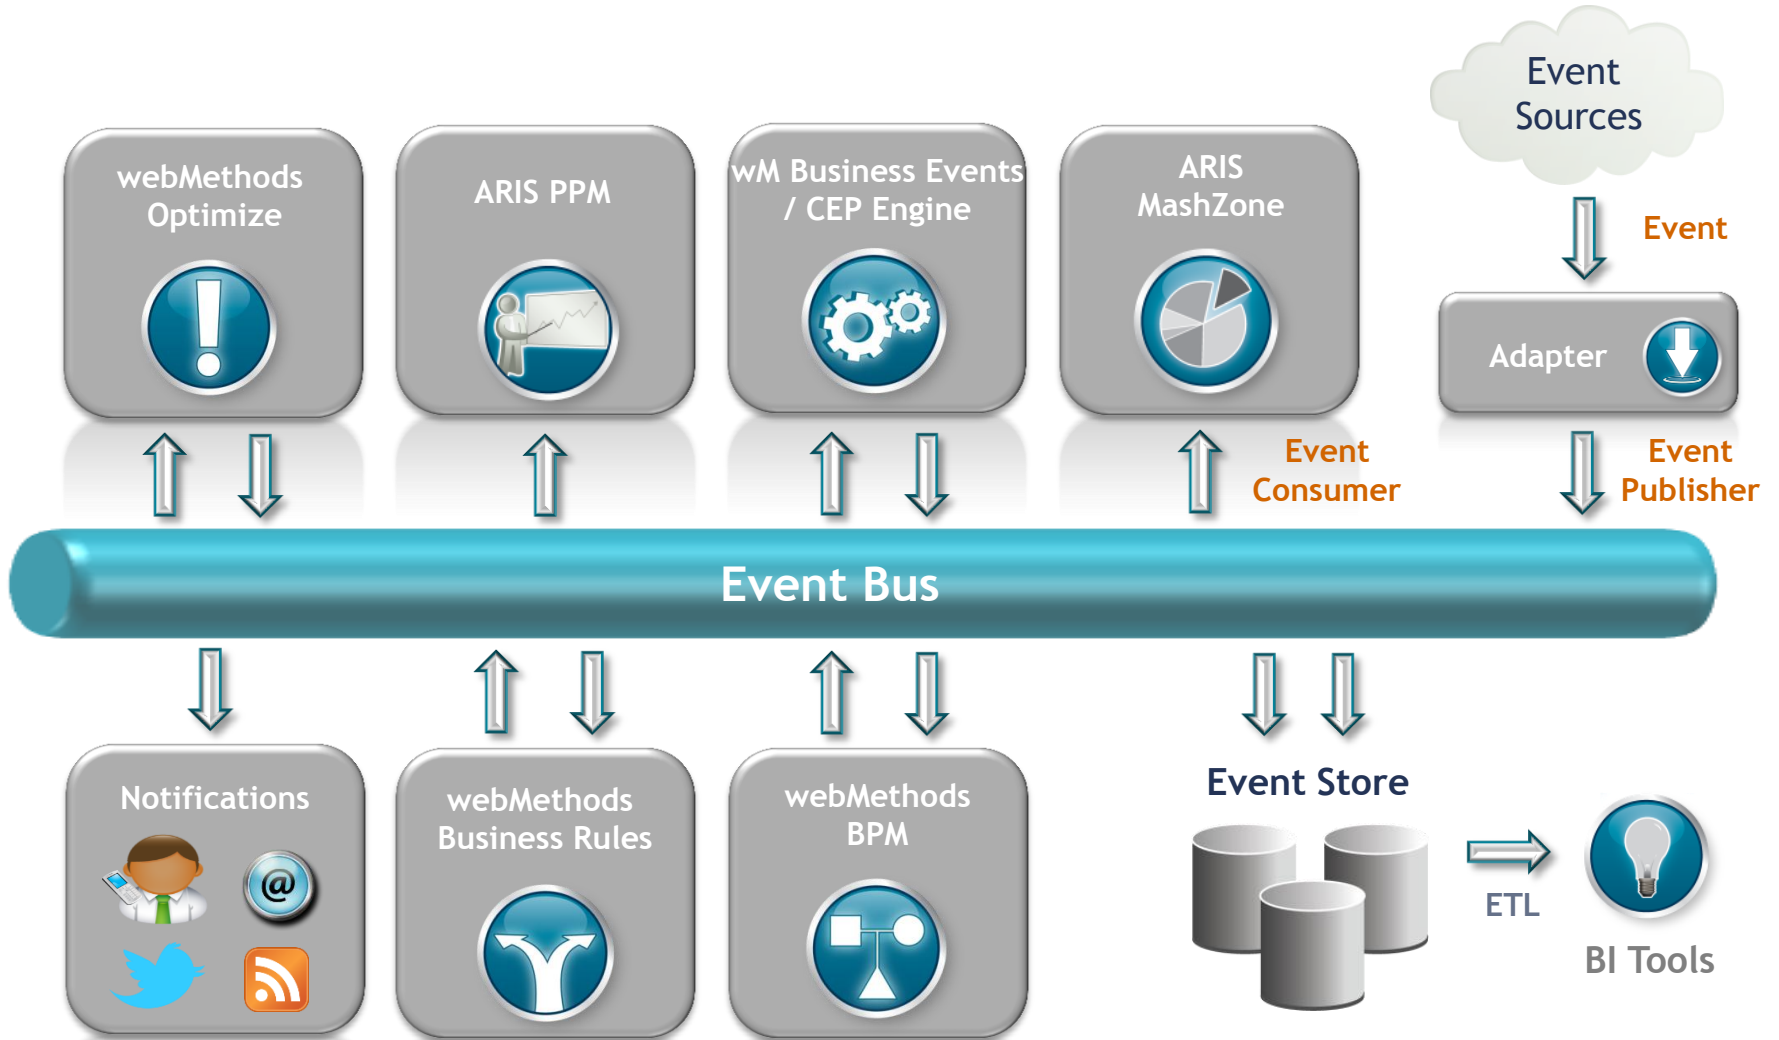 webMethods
Optimize
ARIS PPM
wM Business Events
/ CEP Engine
ARIS
MashZone
Event
Sources
Event
Adapter
Event
Consumer
Event
Publisher
Event Bus
Notifications
@
webMethods
Business Rules
webMethods
BPM
Event Store
ETL
BI Tools